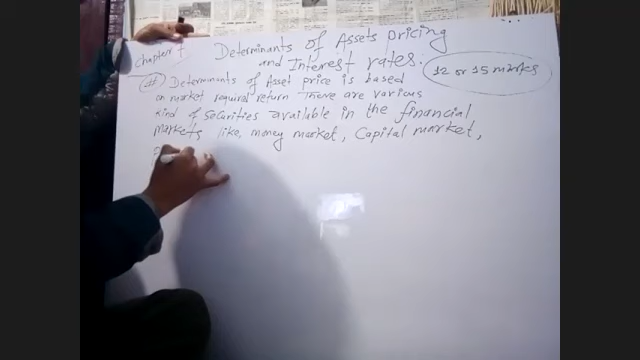 Chapter
Determinants of Assets pricing
and Interest rates.
12 or 15 marks
# Determinants of Asset price is based
on market required return There are various
kind of securities available in the financial
markets like, money market, Capital market,